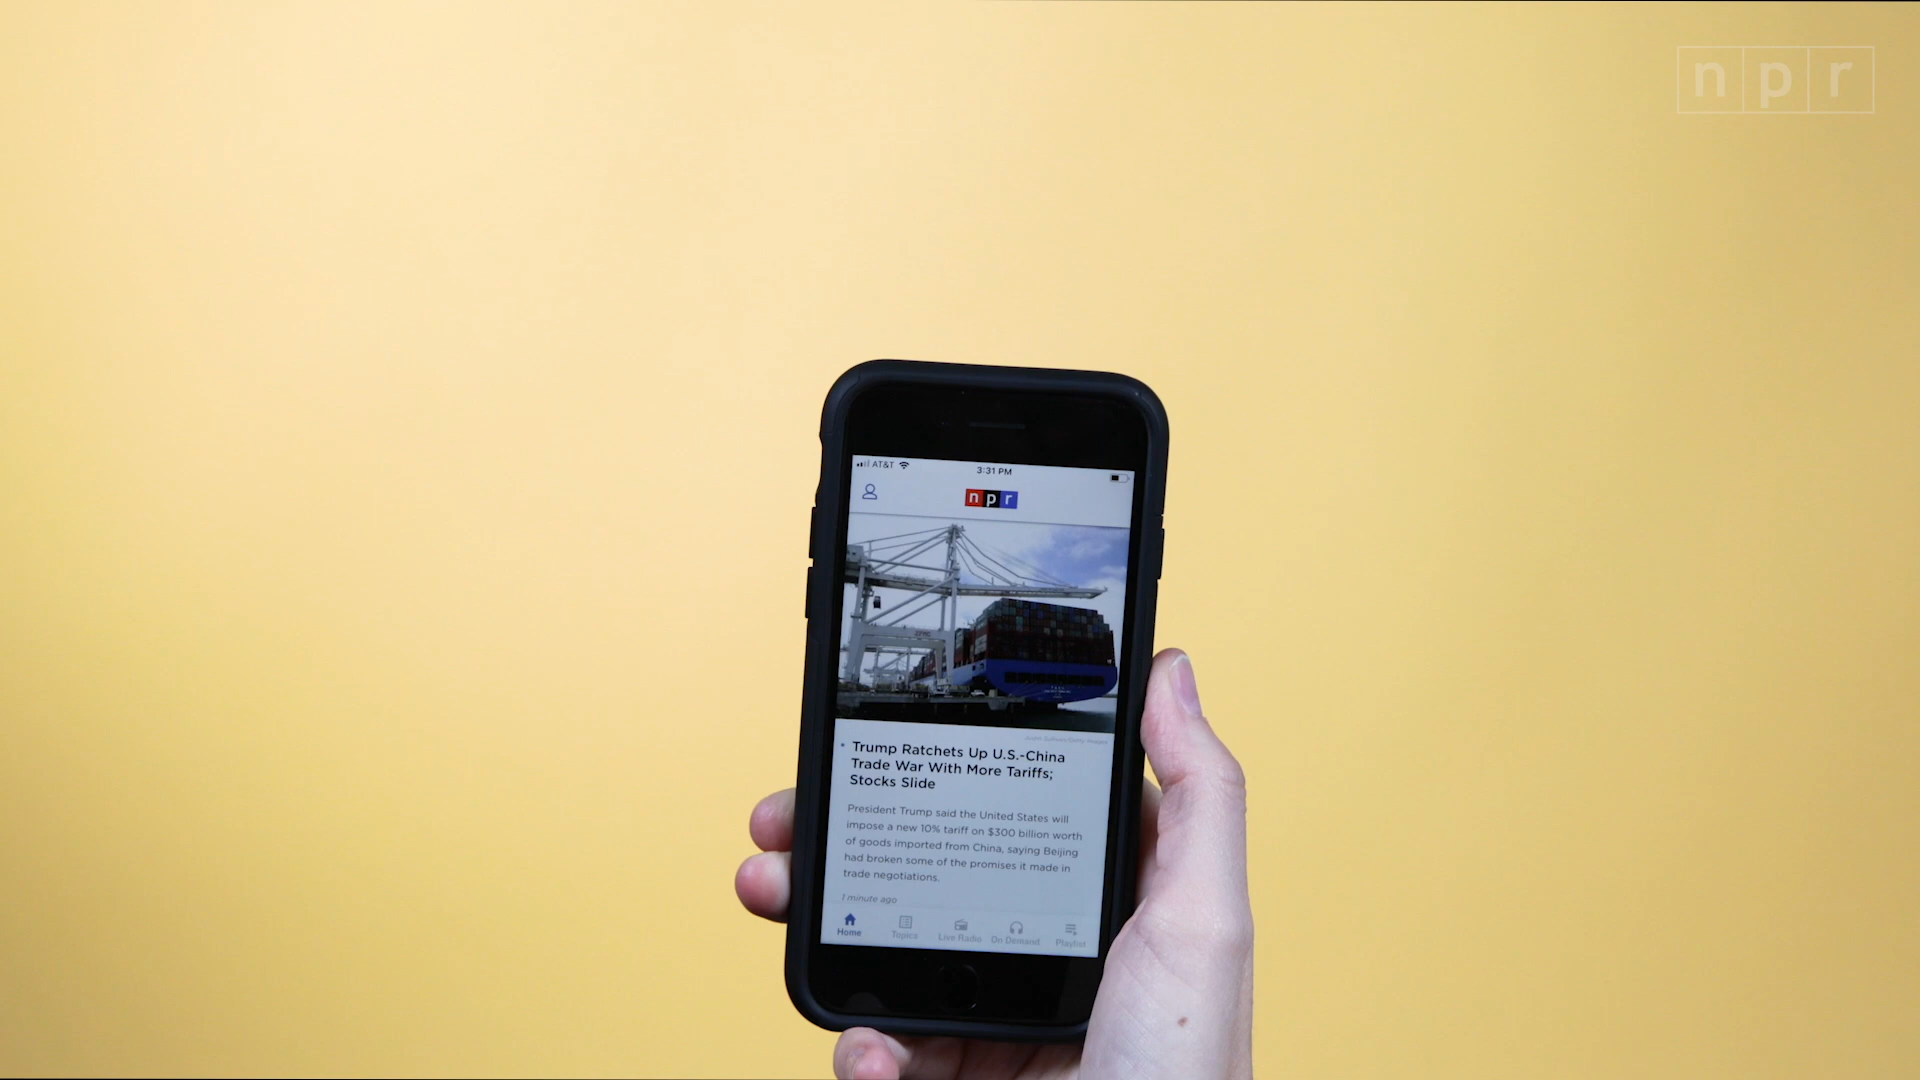 npr
AT&T
3:31 PM
npr
Trump Ratchets Up U.S.-China
Trade War With More Tariffs;
Stocks Slide
President Trump said the United States will
impose a new 10% tariff on $300 billion worth
of goods imported from China, saying Beijing
had broken some of the promises it made in
trade negotiations.
1 minute ago
Home
Topics
Live Radio
On Demand
Playlist